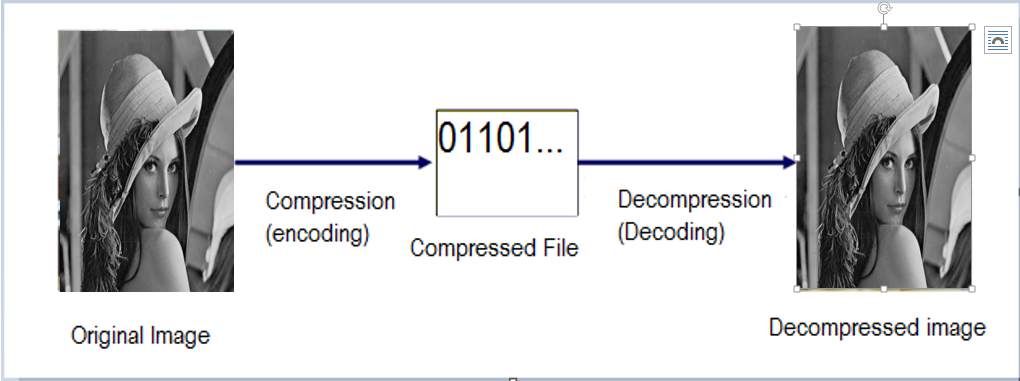 01101...
Compression
(encoding)
Decompression
(Decoding)
Compressed File
Original Image
Decompressed image